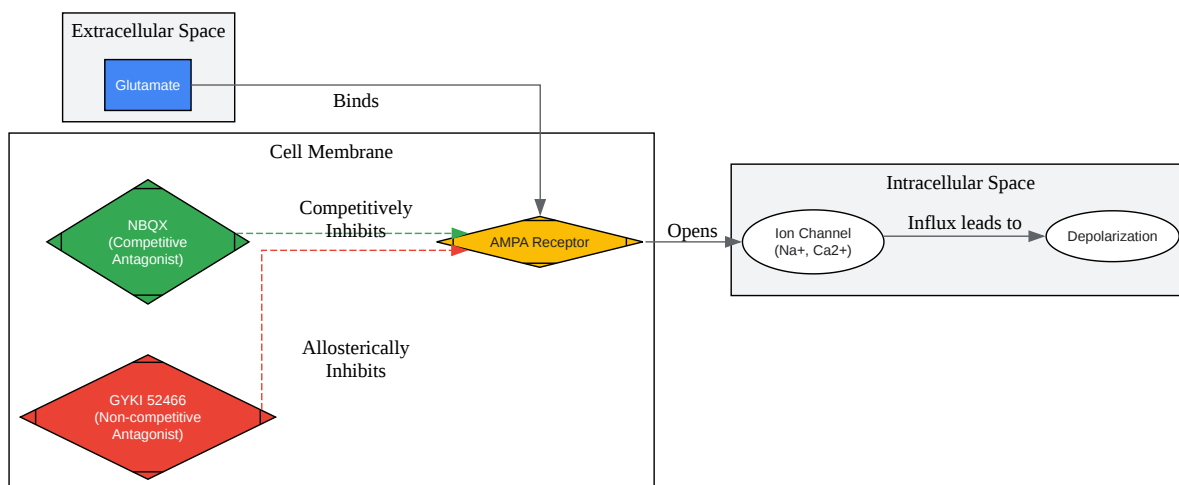 Extracellular Space
Glutamate
Binds
Cell Membrane
NBQX
(Competitive
Antagonist)
Competitively
Inhibits
AMPA Receptor
Opens
Intracellular Space
Ion Channel
(Na+, Ca2+)
Influx leads to
Depolarization
Allosterically
Inhibits
GYKI 52466
(Non-competitive
Antagonist)